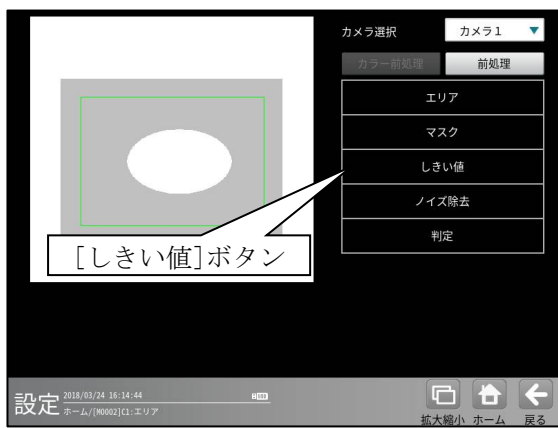 カメラ選択
カメラ1
カラー前処理
前処理
エリア
マスク
しきい値
ノイズ除去
判定
[しきい値]ボタン
設定
2018/03/24 16:14:44
ホーム/[M0002]C1:エリア
拡大縮小
ホーム
戻る